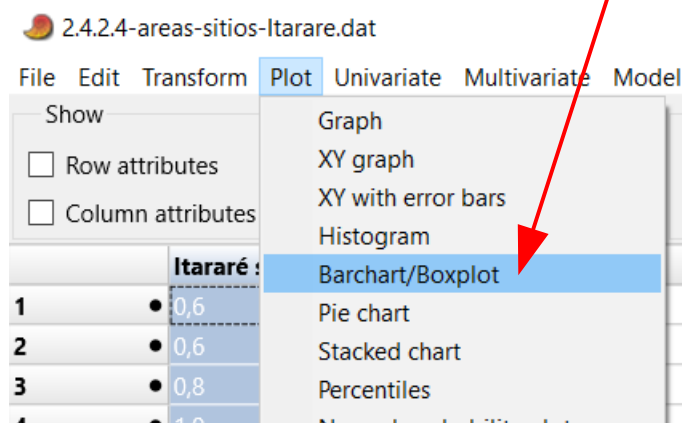 2.4.2.4-areas-sitios-Itarare.dat
File Edit Transform Plot Univariate Multivariate Model
Show
Row attributes
Column attributes
Graph
XY graph
XY with error bars
Histogram
Barchart/Boxplot
Pie chart
Stacked chart
Percentiles
Itararé
1 0,6
2 0,6
3 0,8